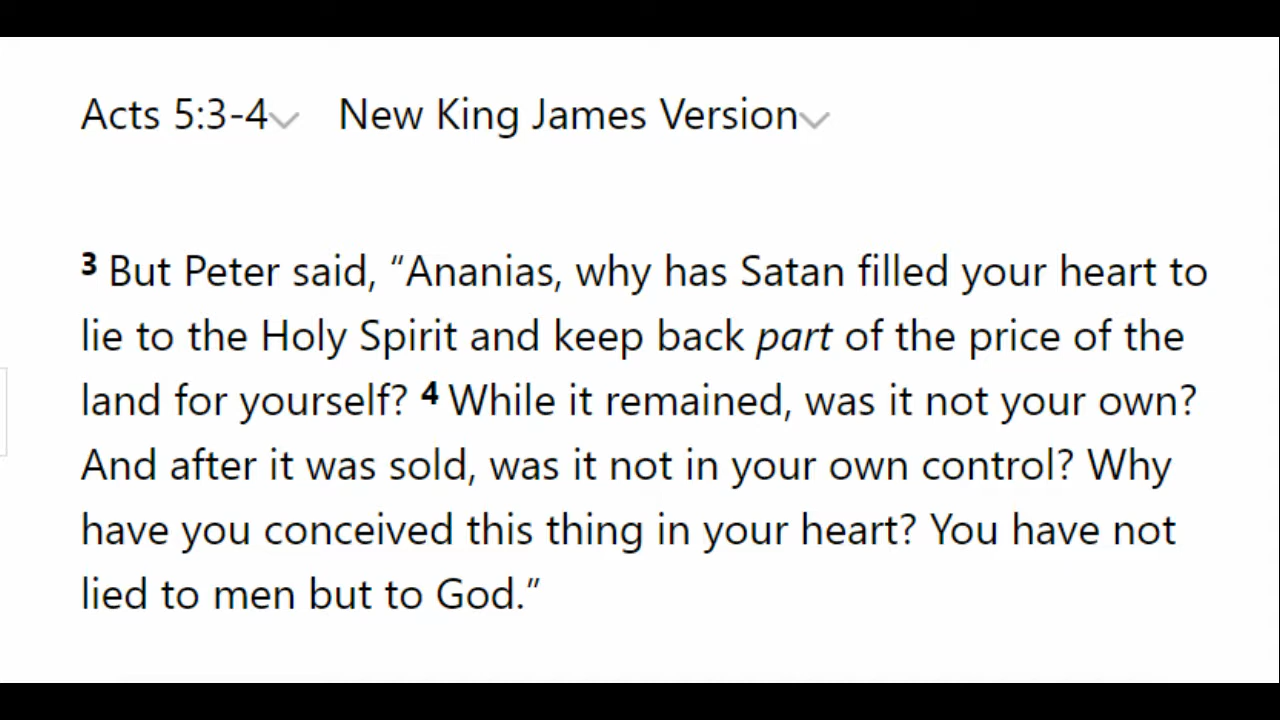 Acts 5:3-4 New King James Version
3 But Peter said, “Ananias, why has Satan filled your heart to
lie to the Holy Spirit and keep back part of the price of the
land for yourself? 4 While it remained, was it not your own?
And after it was sold, was it not in your own control? Why
have you conceived this thing in your heart? You have not
lied to men but to God.”